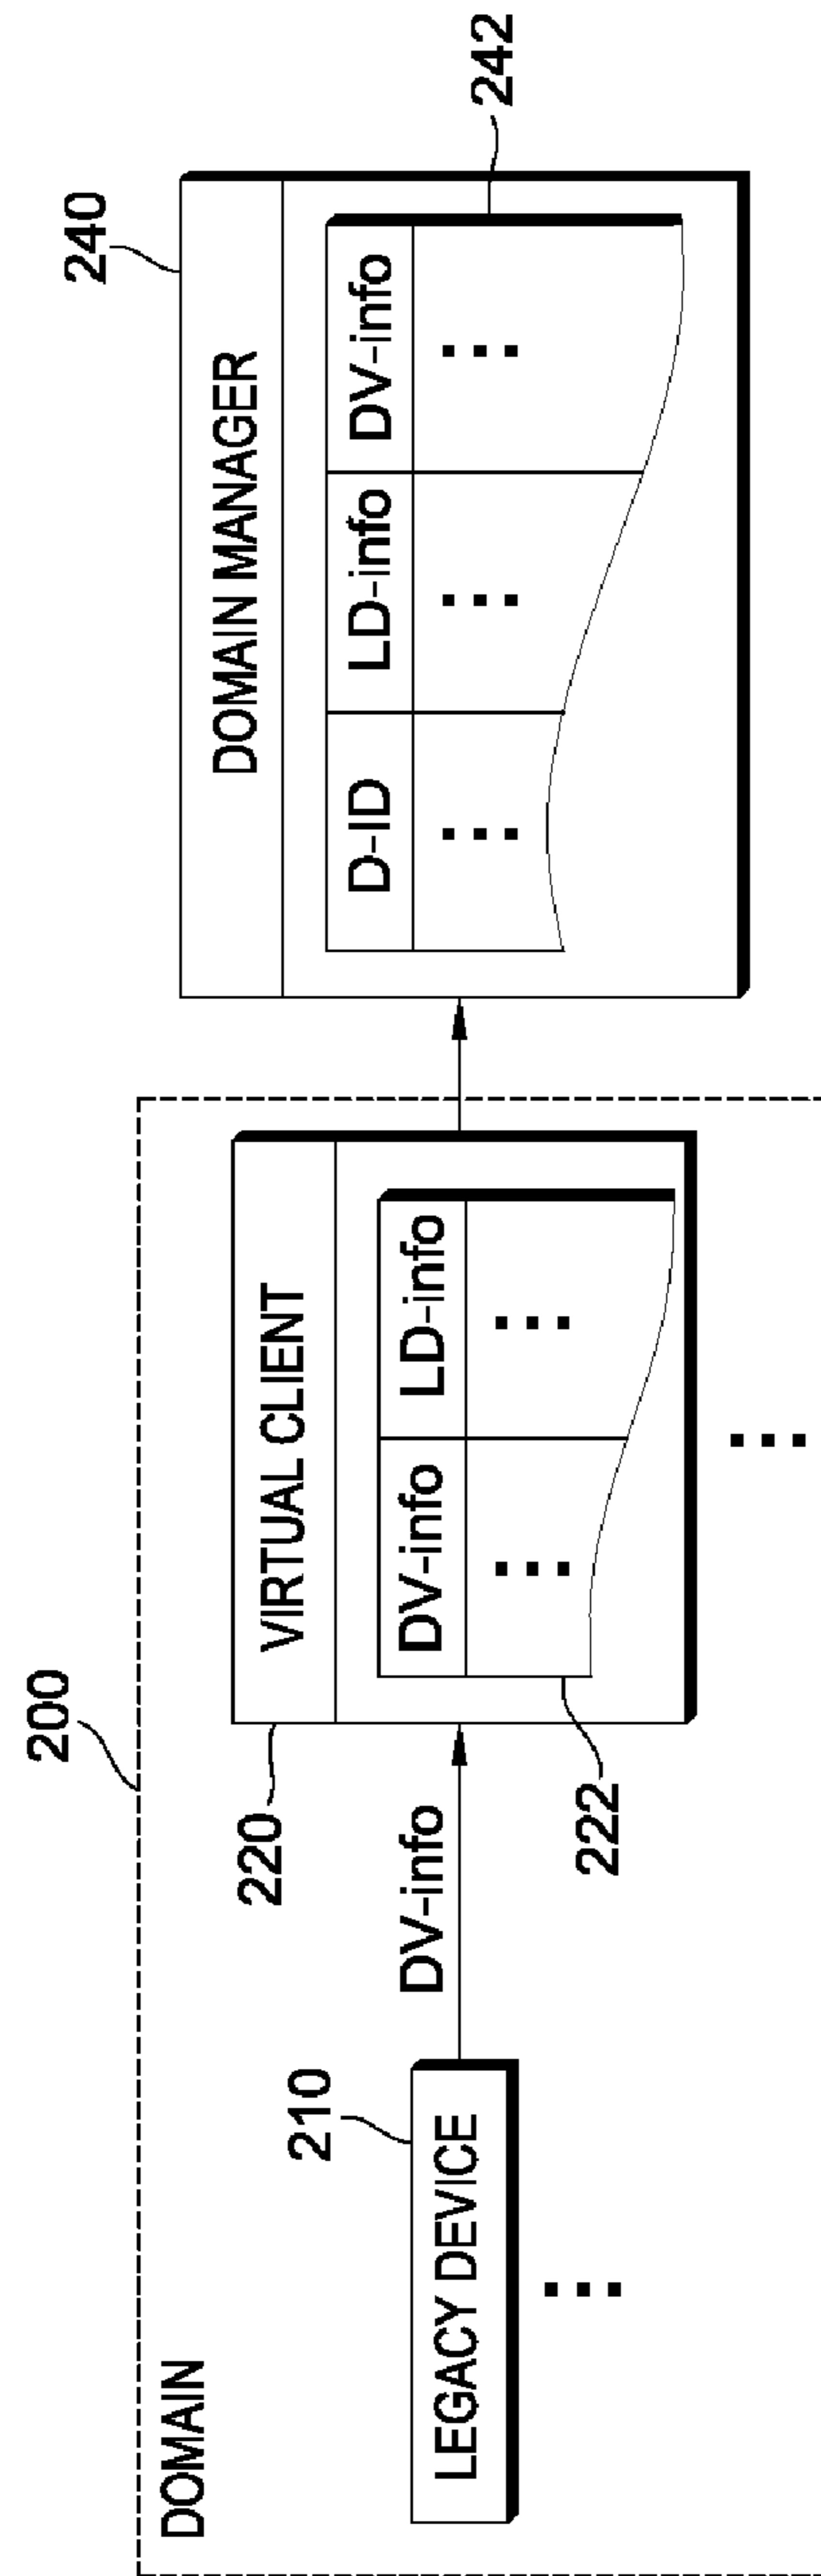 200
240
DOMAIN
VIRTUAL CLIENT
DOMAIN MANAGER
220
210
LEGACY DEVICE
DV-info
DV-info LD-info
D-ID LD-info DV-info
222
242